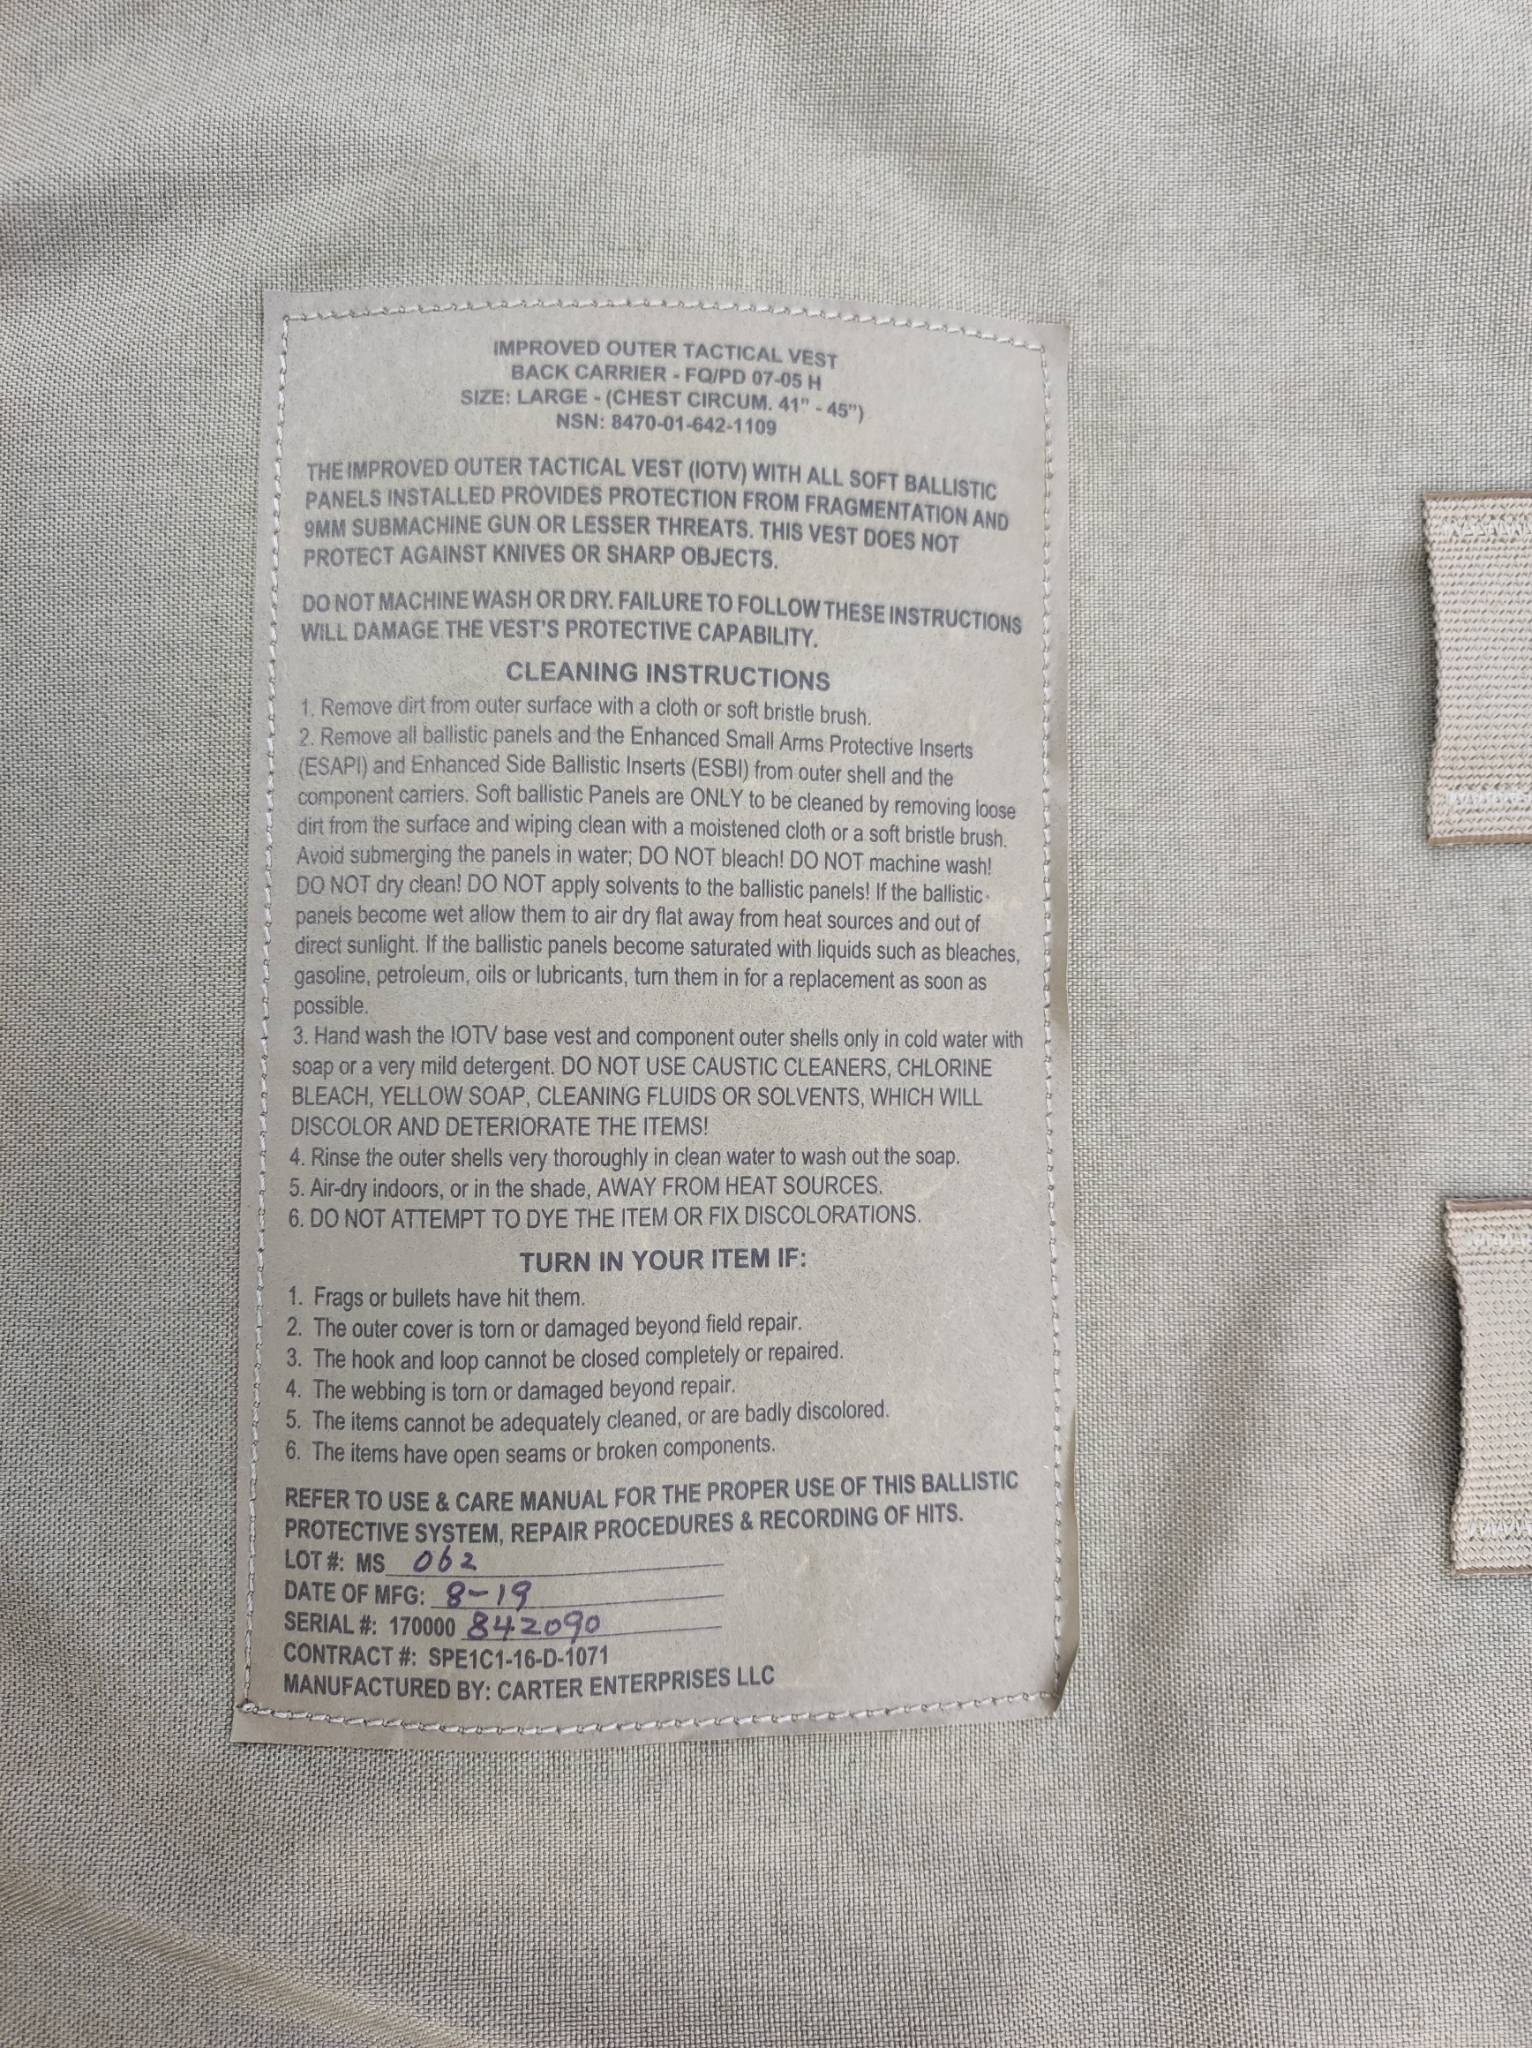 IMPROVED OUTER TACTICAL VEST
BACK CARRIER - FQ/PD 07-05 H
SIZE: LARGE - (CHEST CIRCUM. 41" - 45")
NSN: 8470-01-642-1109
THE IMPROVED OUTER TACTICAL VEST (IOTV) WITH ALL SOFT BALLISTIC
PANELS INSTALLED PROVIDES PROTECTION FROM FRAGMENTATION AND
9MM SUBMACHINE GUN OR LESSER THREATS. THIS VEST DOES NOT
PROTECT AGAINST KNIVES OR SHARP OBJECTS.
DO NOT MACHINE WASH OR DRY. FAILURE TO FOLLOW THESE INSTRUCTIONS
WILL DAMAGE THE VEST'S PROTECTIVE CAPABILITY.
CLEANING INSTRUCTIONS
1. Remove dirt from outer surface with a cloth or soft bristle brush.
2. Remove all ballistic panels and the Enhanced Small Arms Protective Inserts
(ESAPI) and Enhanced Side Ballistic Inserts (ESBI) from outer shell and the
component carriers. Soft ballistic Panels are ONLY to be cleaned by removing loose
dirt from the surface and wiping clean with a moistened cloth or a soft bristle brush.
Avoid submerging the panels in water; DO NOT bleach! DO NOT machine wash!
DO NOT dry clean! DO NOT apply solvents to the ballistic panels! If the ballistic
panels become wet allow them to air dry flat away from heat sources and out of
direct sunlight. If the ballistic panels become saturated with liquids such as bleaches,
gasoline, petroleum, oils or lubricants, turn them in for a replacement as soon as
possible.
3. Hand wash the IOTV base vest and component outer shells only in cold water with
soap or a very mild detergent. DO NOT USE CAUSTIC CLEANERS, CHLORINE
BLEACH, YELLOW SOAP, CLEANING FLUIDS OR SOLVENTS, WHICH WILL
DISCOLOR AND DETERIORATE THE ITEMS!
4. Rinse the outer shells very thoroughly in clean water to wash out the soap.
5. Air-dry indoors, or in the shade, AWAY FROM HEAT SOURCES.
6. DO NOT ATTEMPT TO DYE THE ITEM OR FIX DISCOLORATIONS.
TURN IN YOUR ITEM IF:
1. Frags or bullets have hit them.
2. The outer cover is torn or damaged beyond field repair.
3. The hook and loop cannot be closed completely or repaired.
4. The webbing is torn or damaged beyond repair.
5. The items cannot be adequately cleaned, or are badly discolored.
6. The items have open seams or broken components.
REFER TO USE & CARE MANUAL FOR THE PROPER USE OF THIS BALLISTIC
PROTECTIVE SYSTEM, REPAIR PROCEDURES & RECORDING OF HITS.
LOT #: MS 062
DATE OF MFG: 8-19
SERIAL #: 170000 842090
CONTRACT #: SPE1C1-16-D-1071
MANUFACTURED BY: CARTER ENTERPRISES LLC